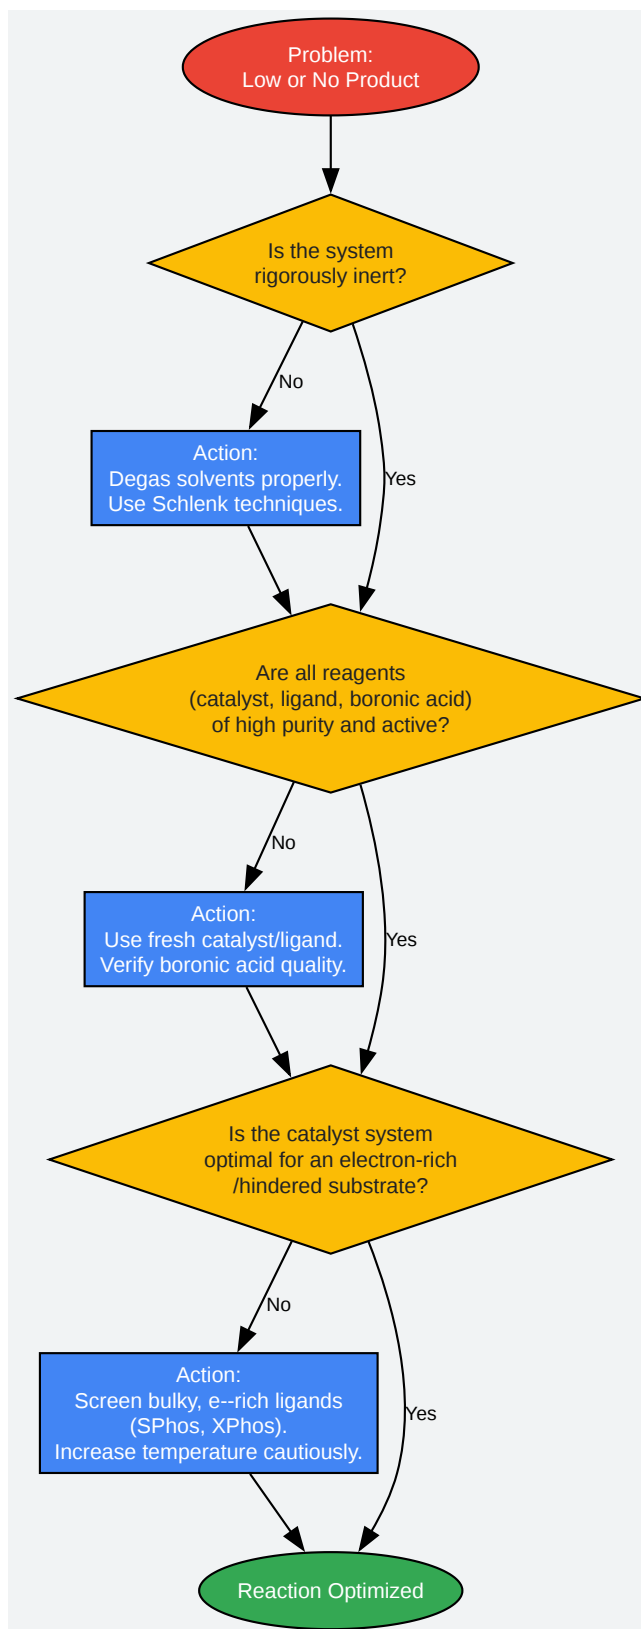 Problem:
Low or No Product
Is the system
rigorously inert?
No
Action:
Degas solvents properly.
Use Schlenk techniques.
Yes
Are all reagents
(catalyst, ligand, boronic acid)
of high purity and active?
No
Action:
Use fresh catalyst/ligand.
Verify boronic acid quality.
Yes
Is the catalyst system
optimal for an electron-rich
/hindered substrate?
No
Action:
Screen bulky, e--rich ligands
(SPhos, XPhos).
Increase temperature cautiously.
Yes
Reaction Optimized